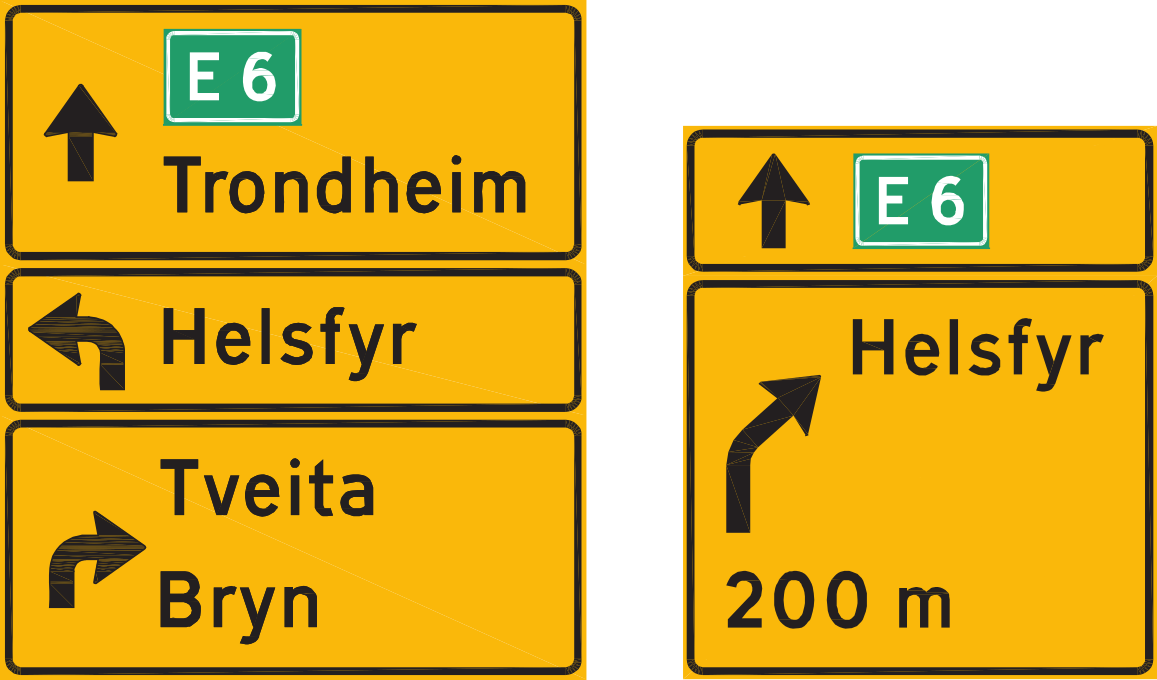 E 6
Trondheim
Helsfyr
Tveita
Bryn
E 6
Helsfyr
200 m